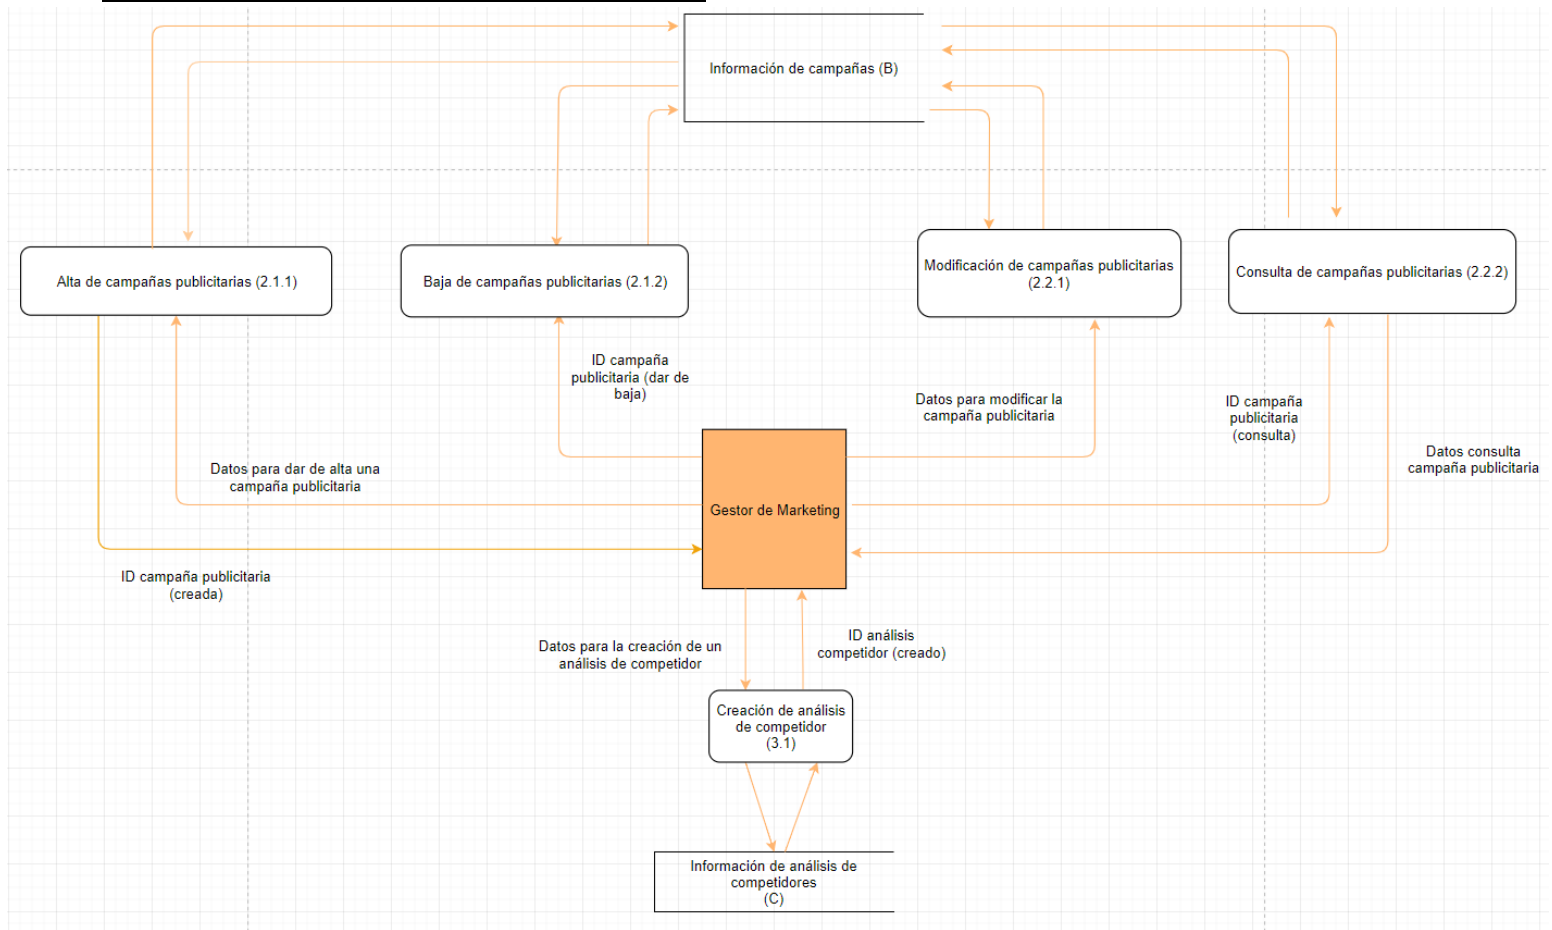 Información de campañas (B)
Alta de campañas publicitarias (2.1.1)
Baja de campañas publicitarias (2.1.2)
Modificación de campañas publicitarias
(2.2.1)
Consulta de campañas publicitarias (2.2.2)
ID campaña
publicitaria (dar de
baja)
Datos para modificar la
campaña publicitaria
ID campaña
publicitaria
(consulta)
Datos consulta
campaña publicitaria
Datos para dar de alta una
campaña publicitaria
Gestor de Marketing
ID campaña publicitaria
(creada)
Datos para la creación de un
análisis de competidor
ID análisis
competidor (creado)
Creación de análisis
de competidor
(3.1)
Información de análisis de
competidores
(C)